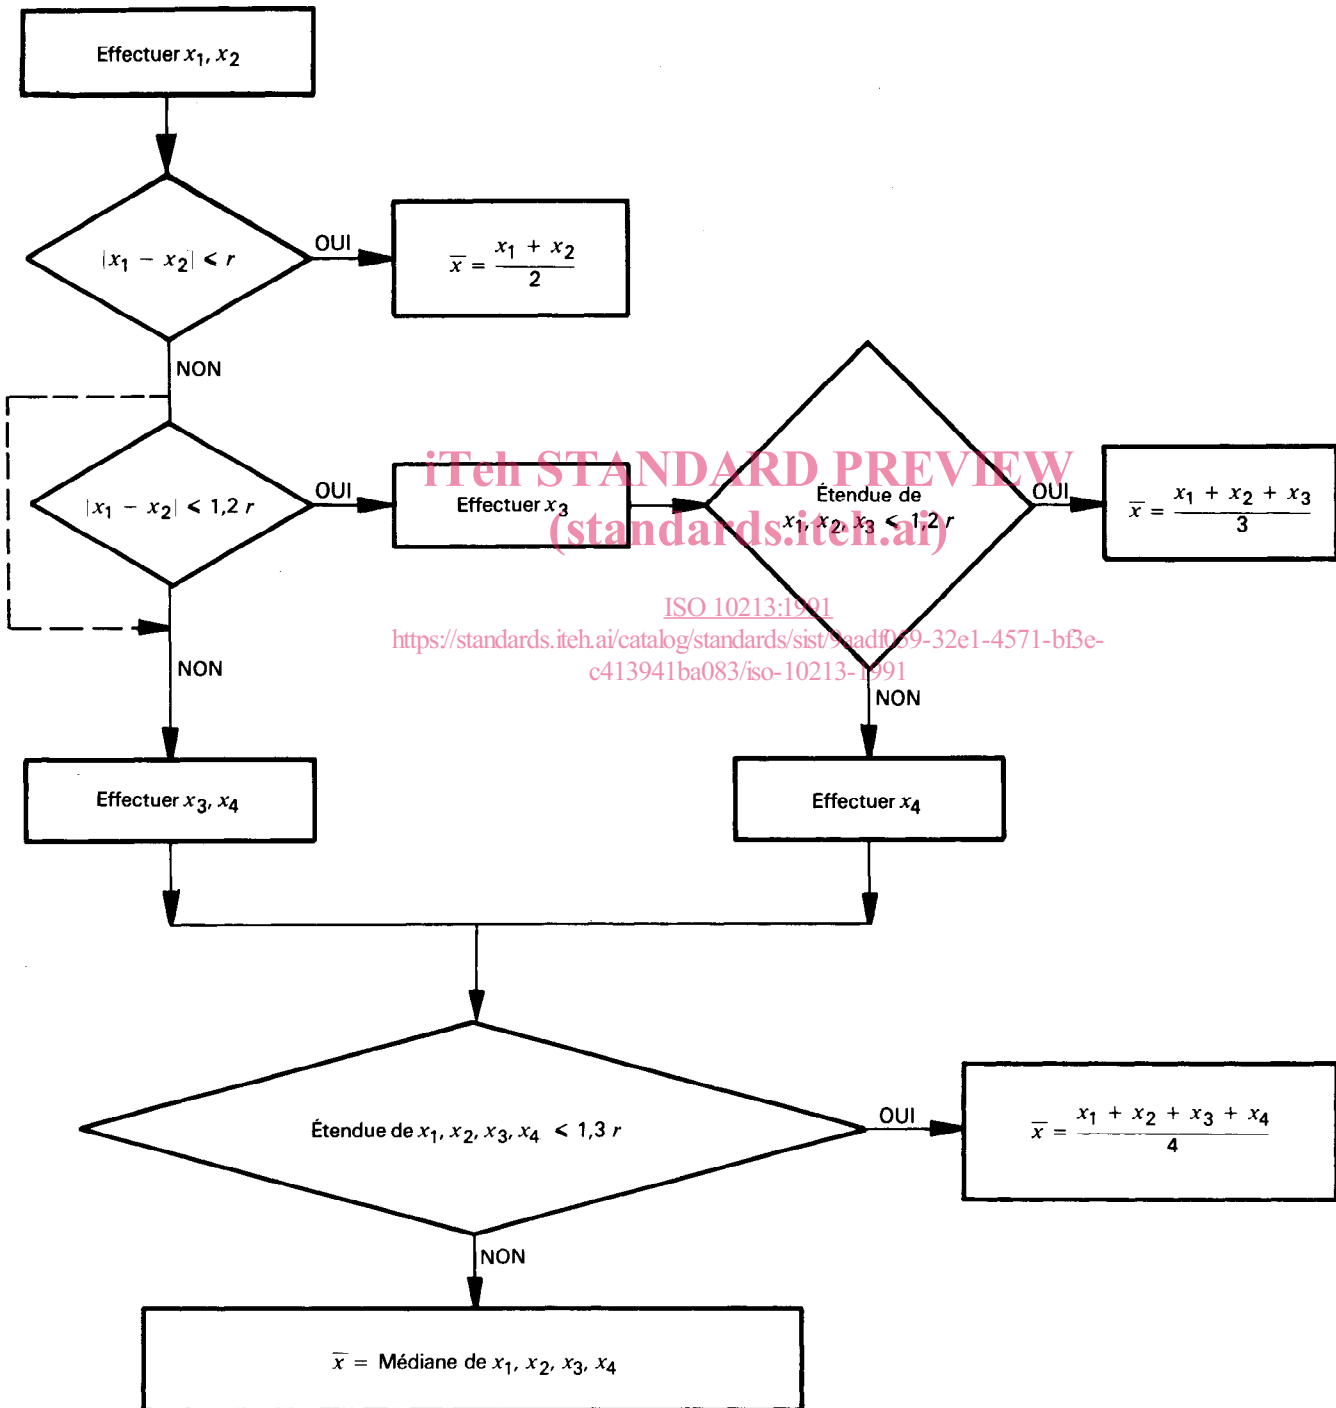 Effectuer x1, x2
|x1 − x2| < r
OUI
x̄ = (x1 + x2) / 2
NON
|x1 − x2| < 1,2 r
OUI
Effectuer x3
Étendue de
x1, x2, x3 < 1,2 r
OUI
x̄ = (x1 + x2 + x3) / 3
iTeh STANDARD PREVIEW
(standards.iteh.ai)
ISO 10213:1991
https://standards.iteh.ai/catalog/standards/sist/9aadf059-32e1-4571-bf3e-
c413941ba083/iso-10213-1991
NON
NON
Effectuer x3, x4
Effectuer x4
Étendue de x1, x2, x3, x4 < 1,3 r
OUI
x̄ = (x1 + x2 + x3 + x4) / 4
NON
x̄ = Médiane de x1, x2, x3, x4